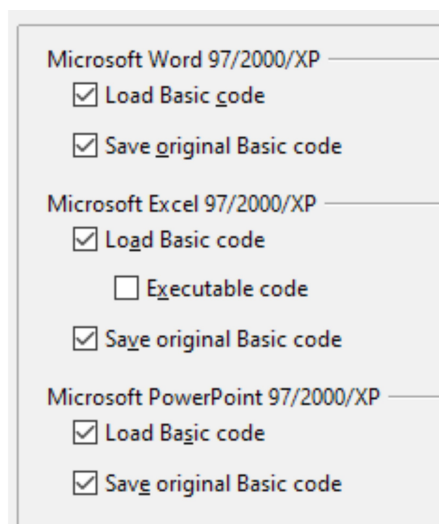 Microsoft Word 97/2000/XP
Load Basic code
Save original Basic code
Microsoft Excel 97/2000/XP
Load Basic code
Executable code
Save original Basic code
Microsoft PowerPoint 97/2000/XP
Load Basic code
Save original Basic code